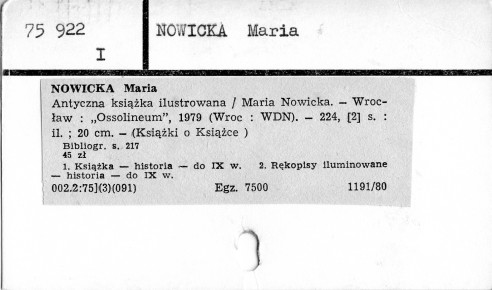 75 922
I
NOWICKA Maria
NOWICKA Maria
Antyczna książka ilustrowana / Maria Nowicka. — Wroc-
ław : „Ossolineum”, 1979 (Wroc : WDN). — 224, [2] s. :
il. ; 20 cm. — (Książki o Książce )
Bibliogr. s. 217
45 zł
1. Książka — historia — do IX w. 2. Rękopisy iluminowane
— historia — do IX w.
002.2:75](3)(091) Egz. 7500 1191/80